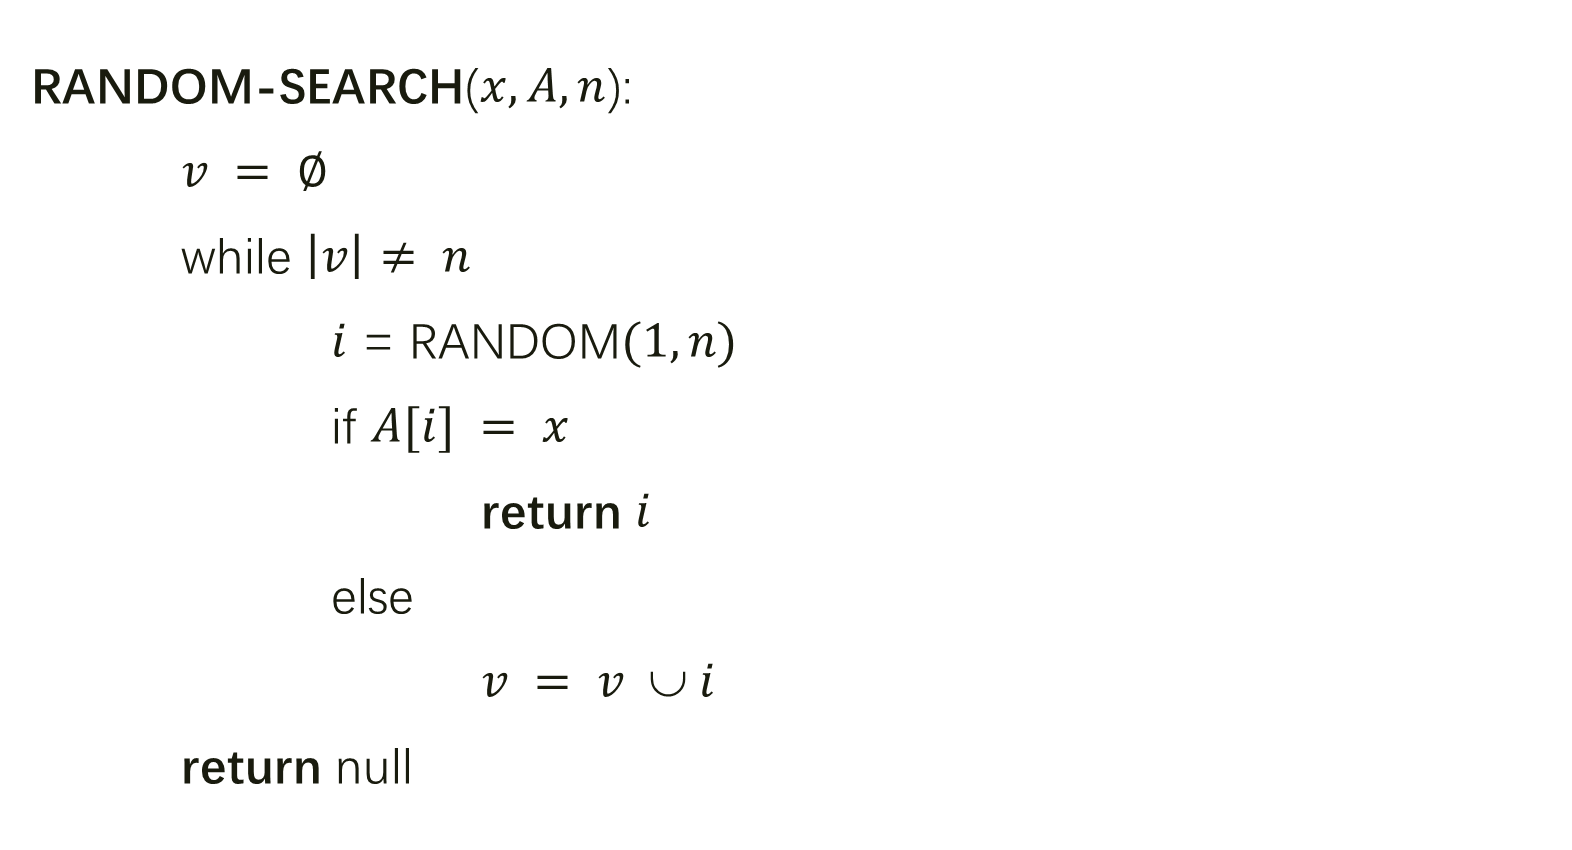 RANDOM-SEARCH(x, A, n):
v = ∅
while |v| ≠ n
i = RANDOM(1, n)
if A[i] = x
return i
else
v = v ∪ i
return null